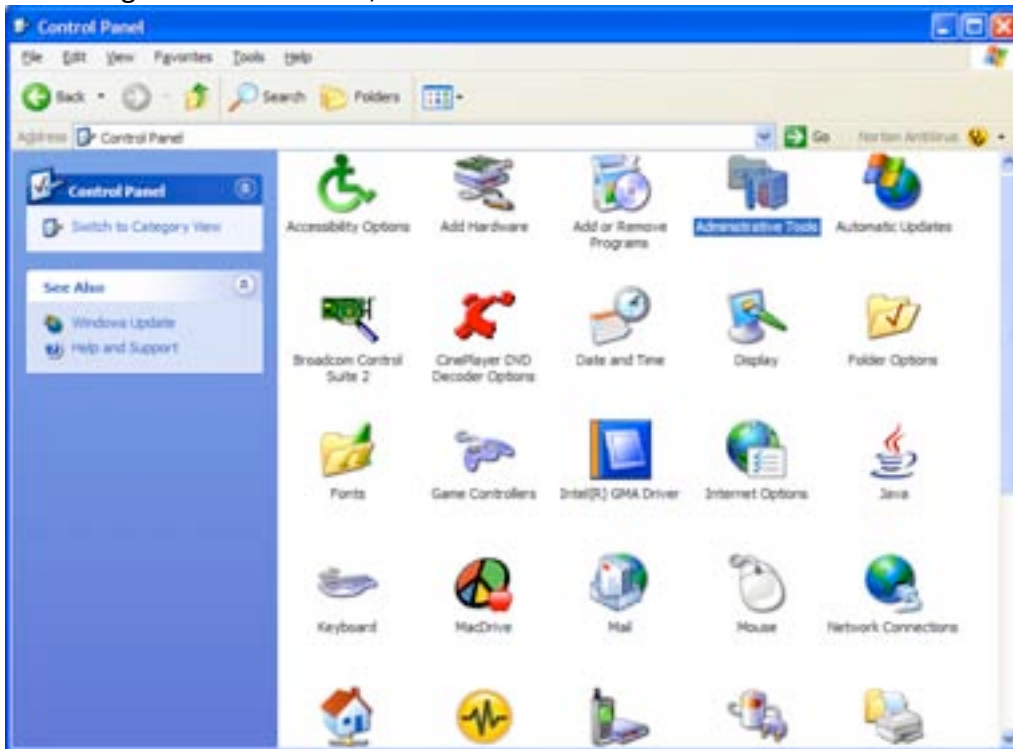 Control Panel
File Edit View Favorites Tools Help
Back Search Folders
Address Control Panel Go Norton AntiVirus
Control Panel
Switch to Category View
See Also
Windows Update
Help and Support
Accessibility Options Add Hardware Add or Remove Programs Administrative Tools Automatic Updates
Broadcom Control Suite 2 CinePlayer DVD Decoder Options Date and Time Display Folder Options
Fonts Game Controllers Intel(R) GMA Driver Internet Options Java
Keyboard MacDrive Mail Mouse Network Connections